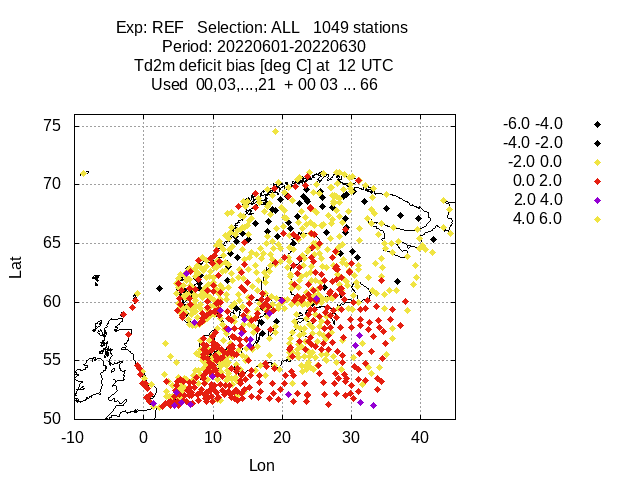 Exp: REF   Selection: ALL   1049 stations
Period: 20220601-20220630
Td2m deficit bias [deg C] at  12 UTC
Used  00,03,...,21  + 00 03 ... 66
-6.0 -4.0
-4.0 -2.0
-2.0 0.0
0.0 2.0
2.0 4.0
4.0 6.0
Lat
75
70
65
60
55
50
-10 0 10 20 30 40
Lon